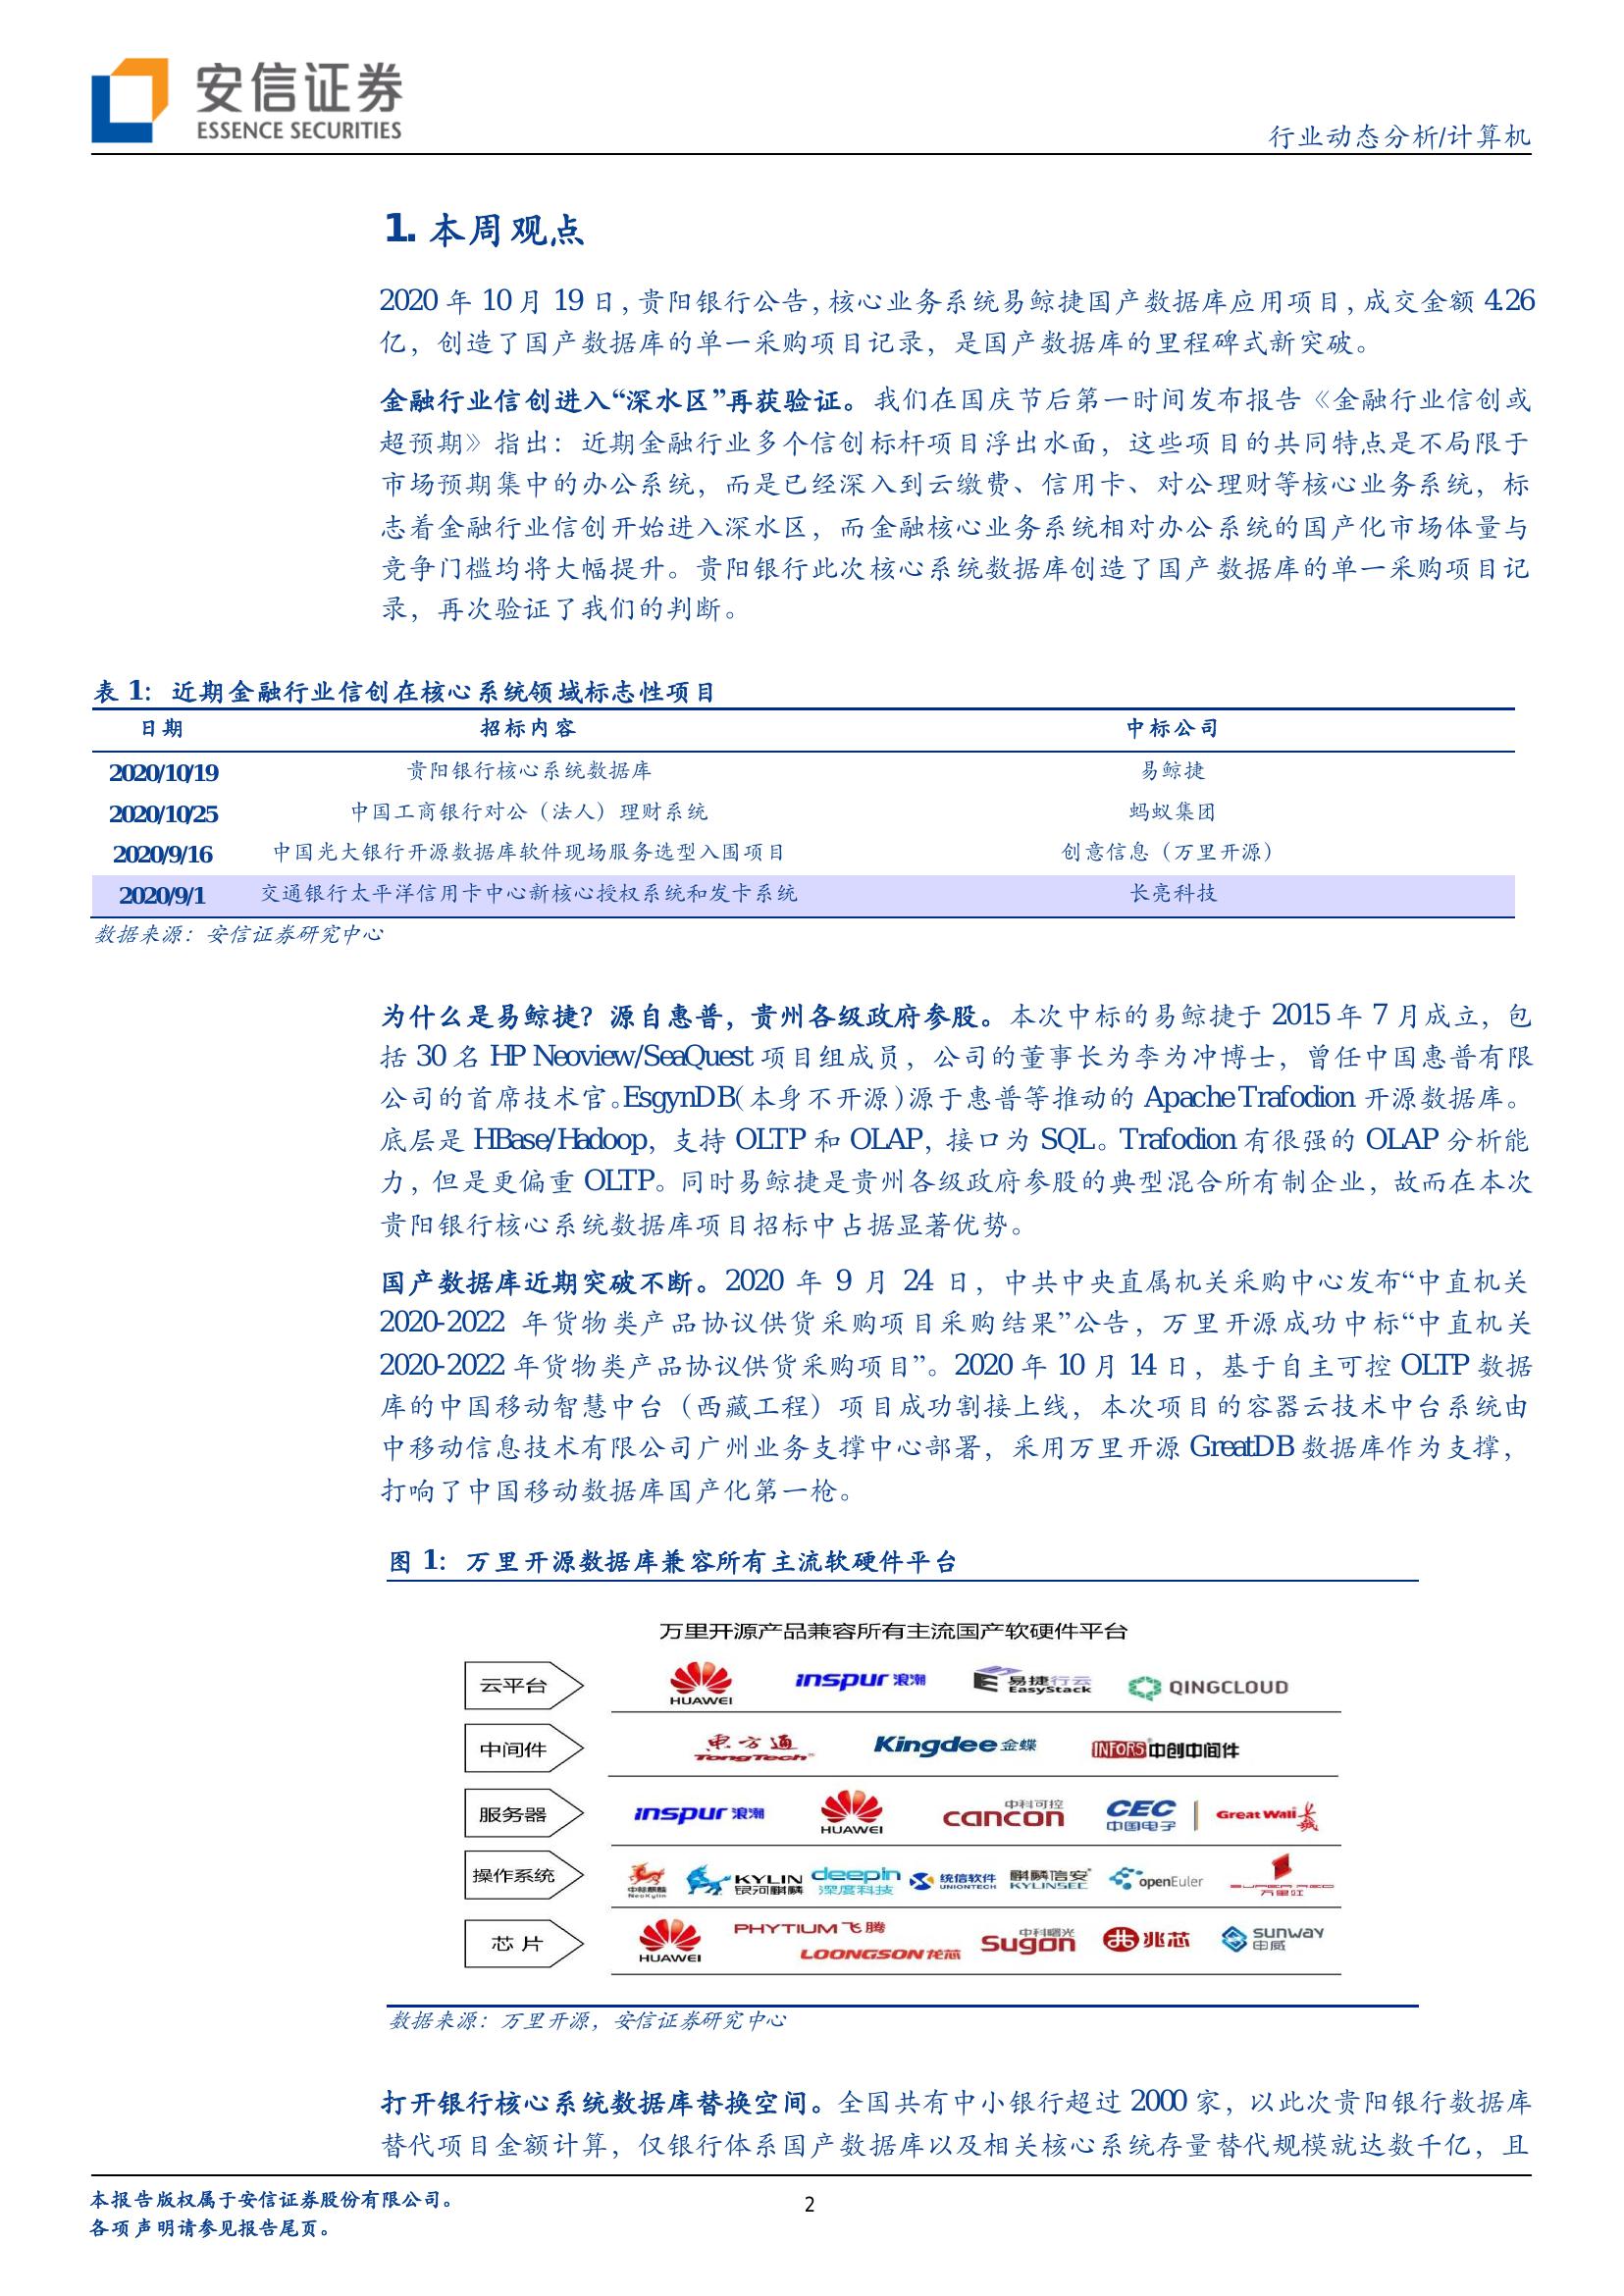 安信证券
ESSENCE SECURITIES
行业动态分析/计算机
1. 本周观点
2020 年 10 月 19 日，贵阳银行公告，核心业务系统易鲸捷国产数据库应用项目，成交金额 4.26
亿，创造了国产数据库的单一采购项目记录，是国产数据库的里程碑式新突破。
金融行业信创进入“深水区”再获验证。我们在国庆节后第一时间发布报告《金融行业信创或
超预期》指出：近期金融行业多个信创标杆项目浮出水面，这些项目的共同特点是不局限于
市场预期集中的办公系统，而是已经深入到云缴费、信用卡、对公理财等核心业务系统，标
志着金融行业信创开始进入深水区，而金融核心业务系统相对办公系统的国产化市场体量与
竞争门槛均将大幅提升。贵阳银行此次核心系统数据库创造了国产数据库的单一采购项目记
录，再次验证了我们的判断。
表 1：近期金融行业信创在核心系统领域标志性项目
日期 招标内容 中标公司
2020/10/19 贵阳银行核心系统数据库 易鲸捷
2020/10/25 中国工商银行对公（法人）理财系统 蚂蚁集团
2020/9/16 中国光大银行开源数据库软件现场服务选型入围项目 创意信息（万里开源）
2020/9/1 交通银行太平洋信用卡中心新核心授权系统和发卡系统 长亮科技
数据来源：安信证券研究中心
为什么是易鲸捷？源自惠普，贵州各级政府参股。本次中标的易鲸捷于 2015 年 7 月成立，包
括 30 名 HP Neoview/SeaQuest 项目组成员，公司的董事长为李为冲博士，曾任中国惠普有限
公司的首席技术官。EsgynDB(本身不开源)源于惠普等推动的 Apache Trafodion 开源数据库。
底层是 HBase/Hadoop，支持 OLTP 和 OLAP，接口为 SQL。Trafodion 有很强的 OLAP 分析能
力，但是更偏重 OLTP。同时易鲸捷是贵州各级政府参股的典型混合所有制企业，故而在本次
贵阳银行核心系统数据库项目招标中占据显著优势。
国产数据库近期突破不断。2020 年 9 月 24 日，中共中央直属机关采购中心发布“中直机关
2020-2022 年货物类产品协议供货采购项目采购结果”公告，万里开源成功中标“中直机关
2020-2022 年货物类产品协议供货采购项目”。2020 年 10 月 14 日，基于自主可控 OLTP 数据
库的中国移动智慧中台（西藏工程）项目成功割接上线，本次项目的容器云技术中台系统由
中移动信息技术有限公司广州业务支撑中心部署，采用万里开源 GreatDB 数据库作为支撑，
打响了中国移动数据库国产化第一枪。
图 1：万里开源数据库兼容所有主流软硬件平台
万里开源产品兼容所有主流国产软硬件平台
云平台 HUAWEI inspur 浪潮 易捷行云 EasyStack QINGCLOUD
中间件 东方通 TongTech Kingdee 金蝶 INFORS 中创中间件
服务器 inspur 浪潮 HUAWEI 中科可控 cancon CEC 中国电子 Great Wall 长城
操作系统 中标麒麟 NeoKylin KYLIN 银河麒麟 deepin 深度科技 统信软件 UNIONTECH 麒麟信安 KYLINSEC openEuler SUPER RED 万里红
芯片 HUAWEI PHYTIUM 飞腾 LOONGSON 龙芯 中科曙光 Sugon 兆芯 SUNWAY 申威
数据来源：万里开源，安信证券研究中心
打开银行核心系统数据库替换空间。全国共有中小银行超过 2000 家，以此次贵阳银行数据库
替代项目金额计算，仅银行体系国产数据库以及相关核心系统存量替代规模就达数千亿，且
本报告版权属于安信证券股份有限公司。
2
各项声明请参见报告尾页。